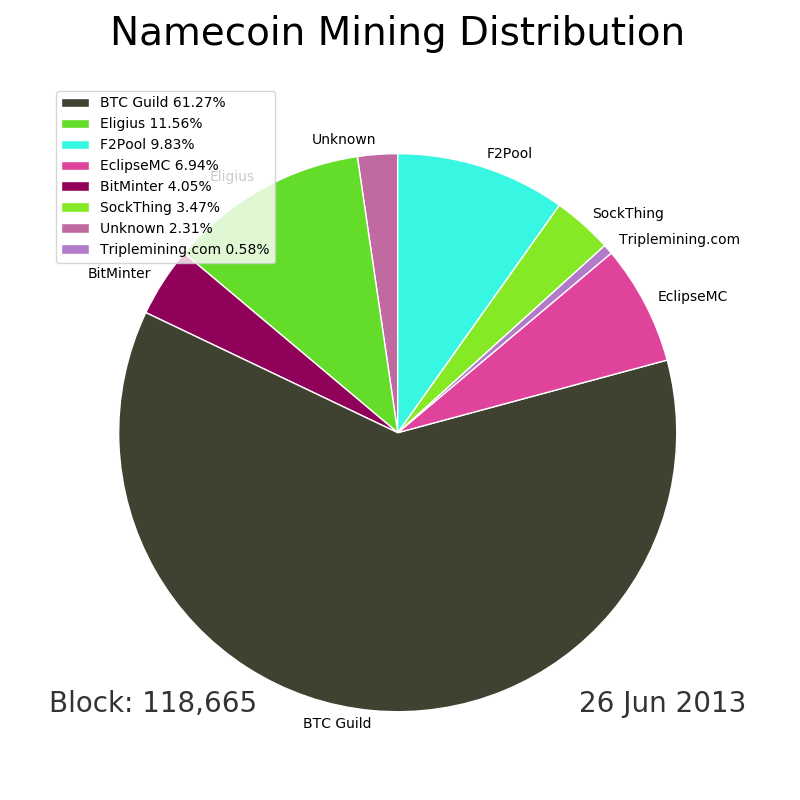 Namecoin Mining Distribution
BTC Guild 61.27%
Eligius 11.56%
F2Pool 9.83%
EclipseMC 6.94%
BitMinter 4.05%
SockThing 3.47%
Unknown 2.31%
Triplemining.com 0.58%
Unknown
F2Pool
Eligius
SockThing
Triplemining.com
BitMinter
EclipseMC
Block: 118,665
26 Jun 2013
BTC Guild